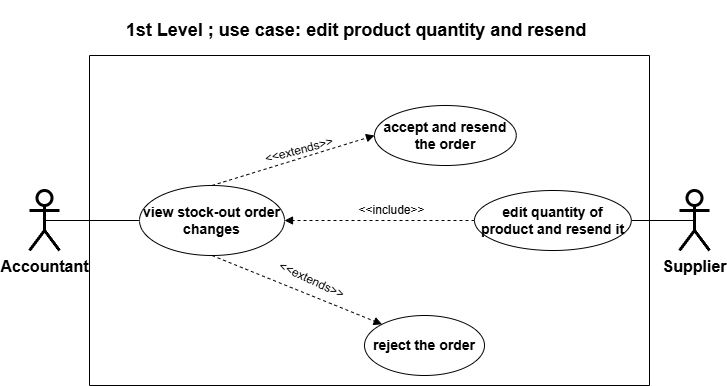 1st Level ; use case: edit product quantity and resend
accept and resend
the order
<<extends>>
view stock-out order
changes
<<include>>
edit quantity of
product and resend it
Accountant
Supplier
<<extends>>
reject the order